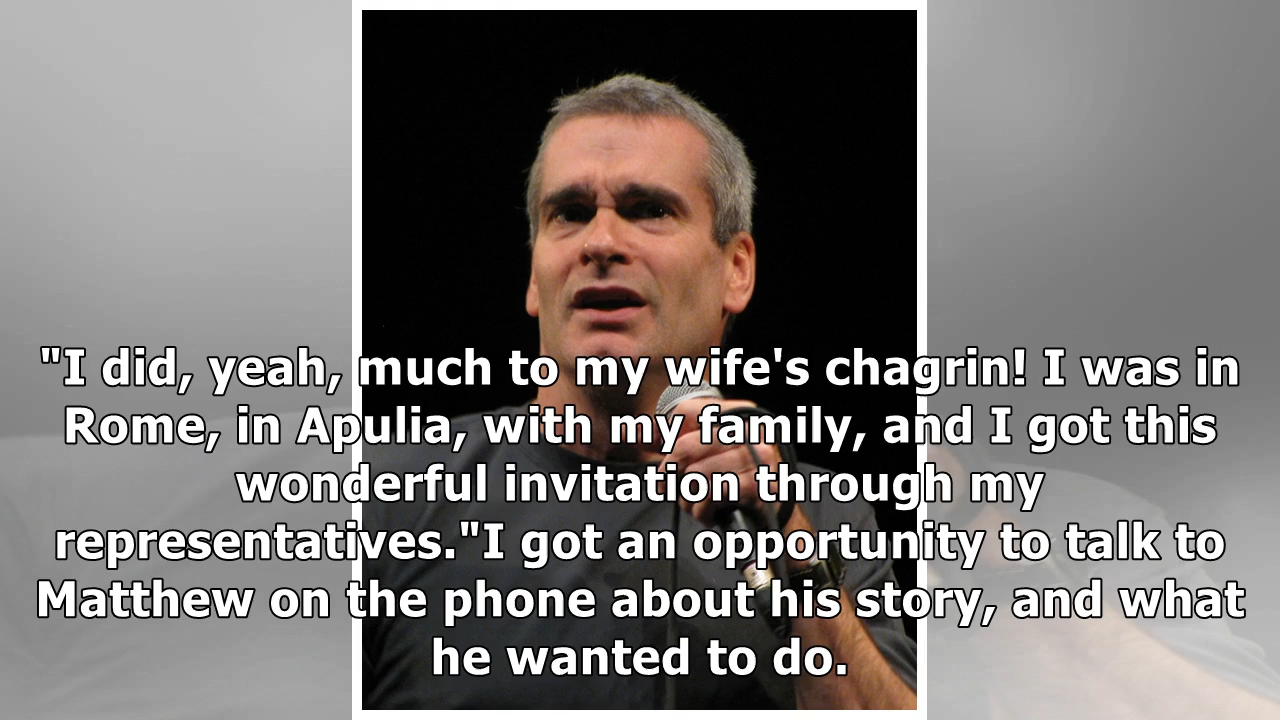 "I did, yeah, much to my wife's chagrin! I was in
Rome, in Apulia, with my family, and I got this
wonderful invitation through my
representatives."I got an opportunity to talk to
Matthew on the phone about his story, and what
he wanted to do.